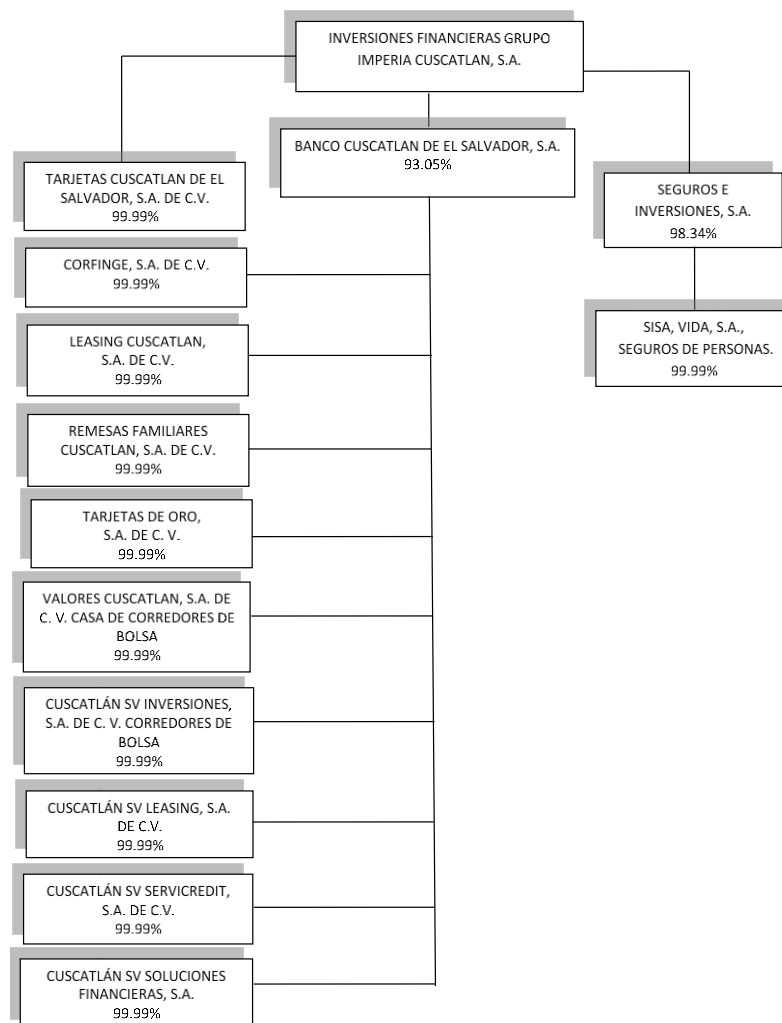 INVERSIONES FINANCIERAS GRUPO
IMPERIA CUSCATLAN, S.A.
BANCO CUSCATLAN DE EL SALVADOR, S.A.
93.05%
TARJETAS CUSCATLAN DE EL
SALVADOR, S.A. DE C.V.
99.99%
SEGUROS E
INVERSIONES, S.A.
98.34%
CORFINGE, S.A. DE C.V.
99.99%
SISA, VIDA, S.A.,
SEGUROS DE PERSONAS.
99.99%
LEASING CUSCATLAN,
S.A. DE C.V.
99.99%
REMESAS FAMILIARES
CUSCATLAN, S.A. DE C.V.
99.99%
TARJETAS DE ORO,
S.A. DE C. V.
99.99%
VALORES CUSCATLAN, S.A. DE
C. V. CASA DE CORREDORES DE
BOLSA
99.99%
CUSCATLÁN SV INVERSIONES,
S.A. DE C. V. CORREDORES DE
BOLSA
99.99%
CUSCATLÁN SV LEASING, S.A.
DE C.V.
99.99%
CUSCATLÁN SV SERVICREDIT,
S.A. DE C.V.
99.99%
CUSCATLÁN SV SOLUCIONES
FINANCIERAS, S.A.
99.99%